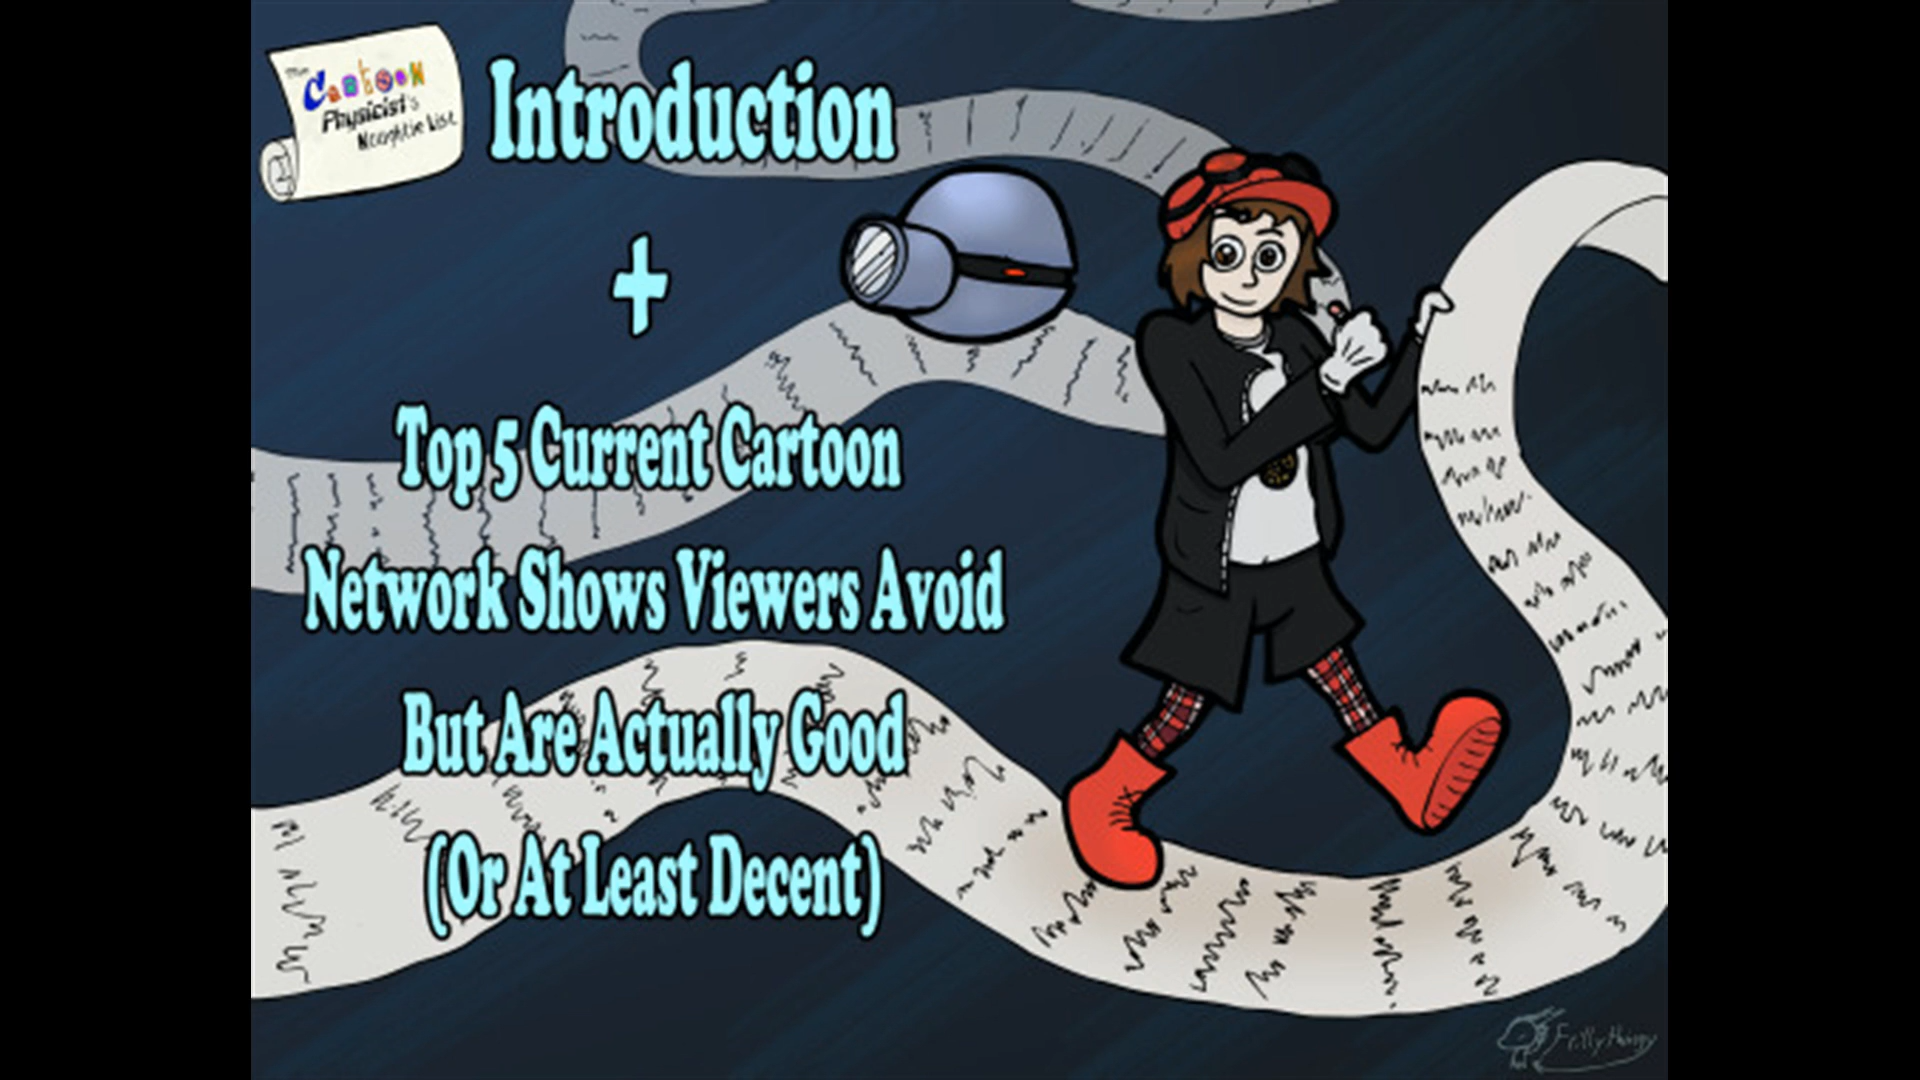 The
Cartoon
Physicist's
Naughtie List
Introduction
+
Top 5 Current Cartoon
Network Shows Viewers Avoid
But Are Actually Good
(Or At Least Decent)